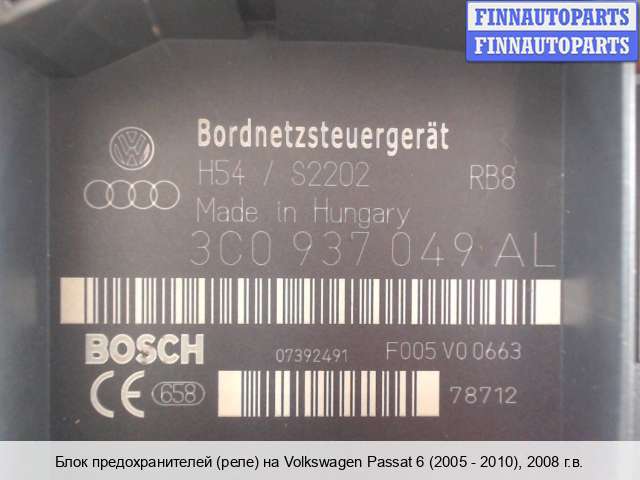 FINNAUTOPARTS
FINNAUTOPARTS
Bordnetzsteuergerät
H54 / S2202 RB8
Made in Hungary
3C0 937 049 AL
BOSCH 07392491 F005 V0 0663
CE 658 78712
Блок предохранителей (реле) на Volkswagen Passat 6 (2005 - 2010), 2008 г.в.